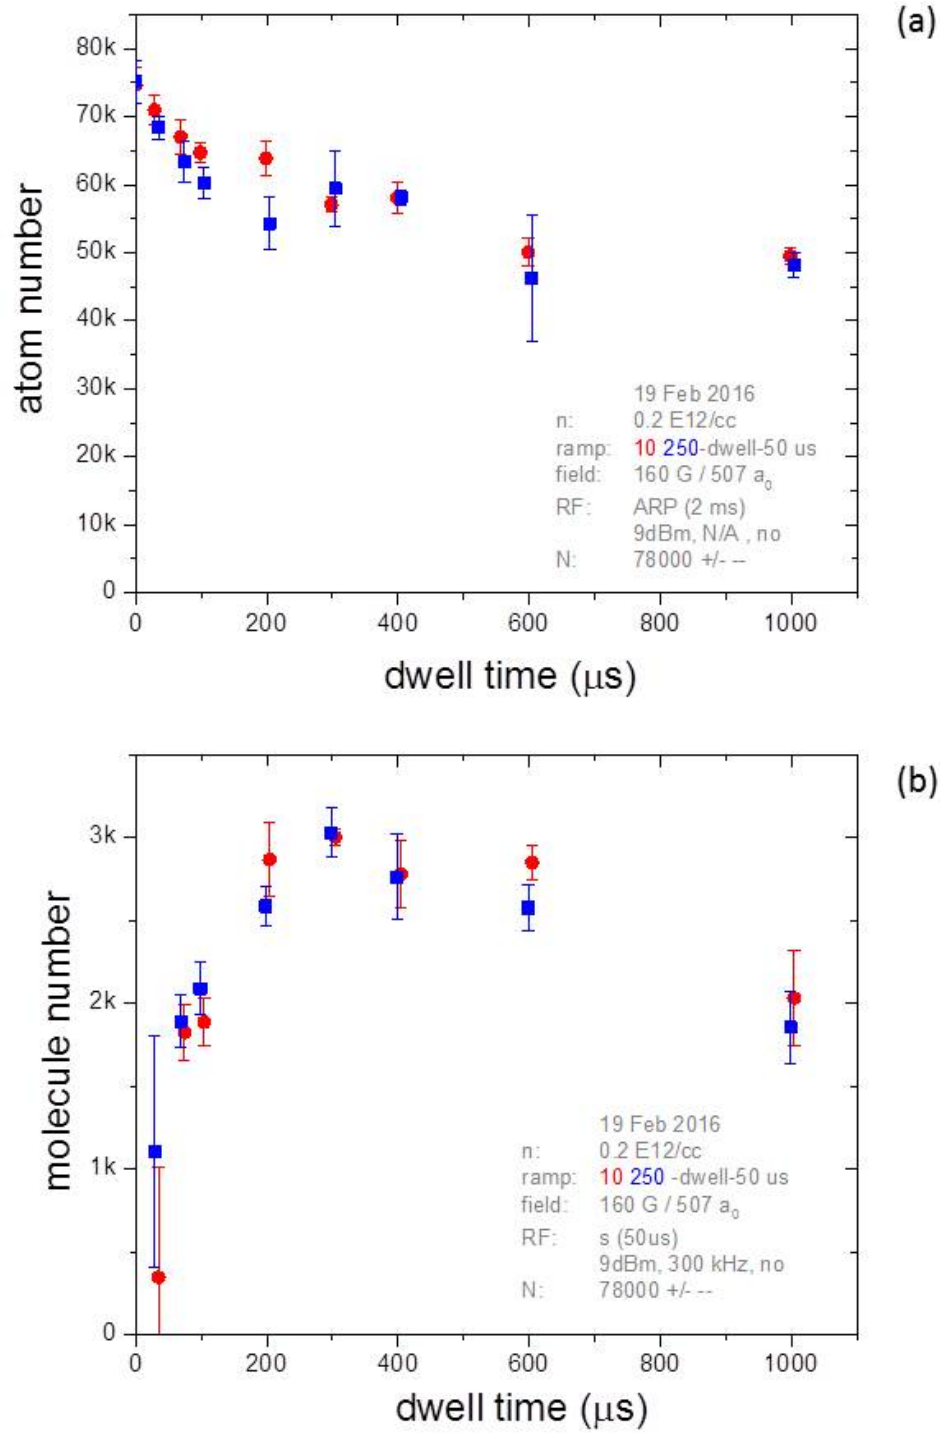 (a)
80k
70k
60k
50k
40k
30k
20k
10k
0
atom number
19 Feb 2016
n: 0.2 E12/cc
ramp: 10 250-dwell-50 us
field: 160 G / 507 a0
RF: ARP (2 ms)
9dBm, N/A , no
N: 78000 +/- --
0 200 400 600 800 1000
dwell time (μs)
(b)
3k
2k
1k
0
molecule number
19 Feb 2016
n: 0.2 E12/cc
ramp: 10 250 -dwell-50 us
field: 160 G / 507 a0
RF: s (50us)
9dBm, 300 kHz, no
N: 78000 +/- --
0 200 400 600 800 1000
dwell time (μs)